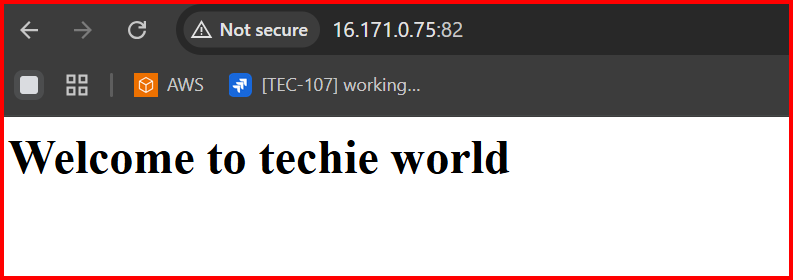 Not secure 16.171.0.75:82
AWS [TEC-107] working...
Welcome to techie world